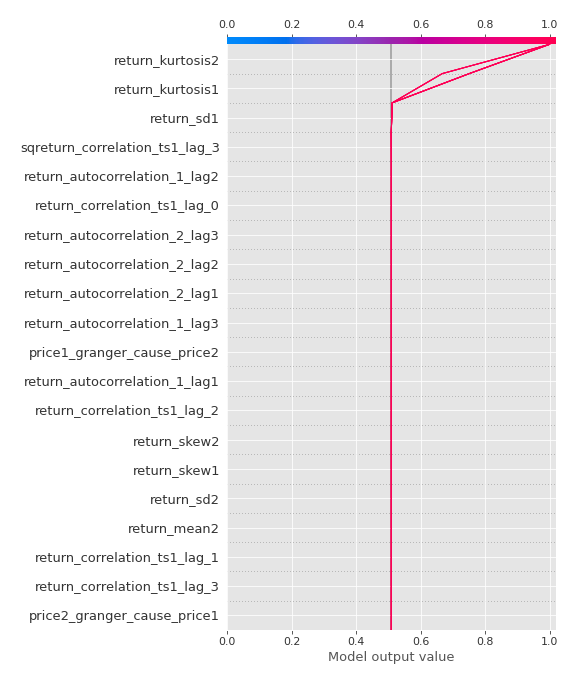 0.0 0.2 0.4 0.6 0.8 1.0
return_kurtosis2
return_kurtosis1
return_sd1
sqreturn_correlation_ts1_lag_3
return_autocorrelation_1_lag2
return_correlation_ts1_lag_0
return_autocorrelation_2_lag3
return_autocorrelation_2_lag2
return_autocorrelation_2_lag1
return_autocorrelation_1_lag3
price1_granger_cause_price2
return_autocorrelation_1_lag1
return_correlation_ts1_lag_2
return_skew2
return_skew1
return_sd2
return_mean2
return_correlation_ts1_lag_1
return_correlation_ts1_lag_3
price2_granger_cause_price1
0.0 0.2 0.4 0.6 0.8 1.0
Model output value